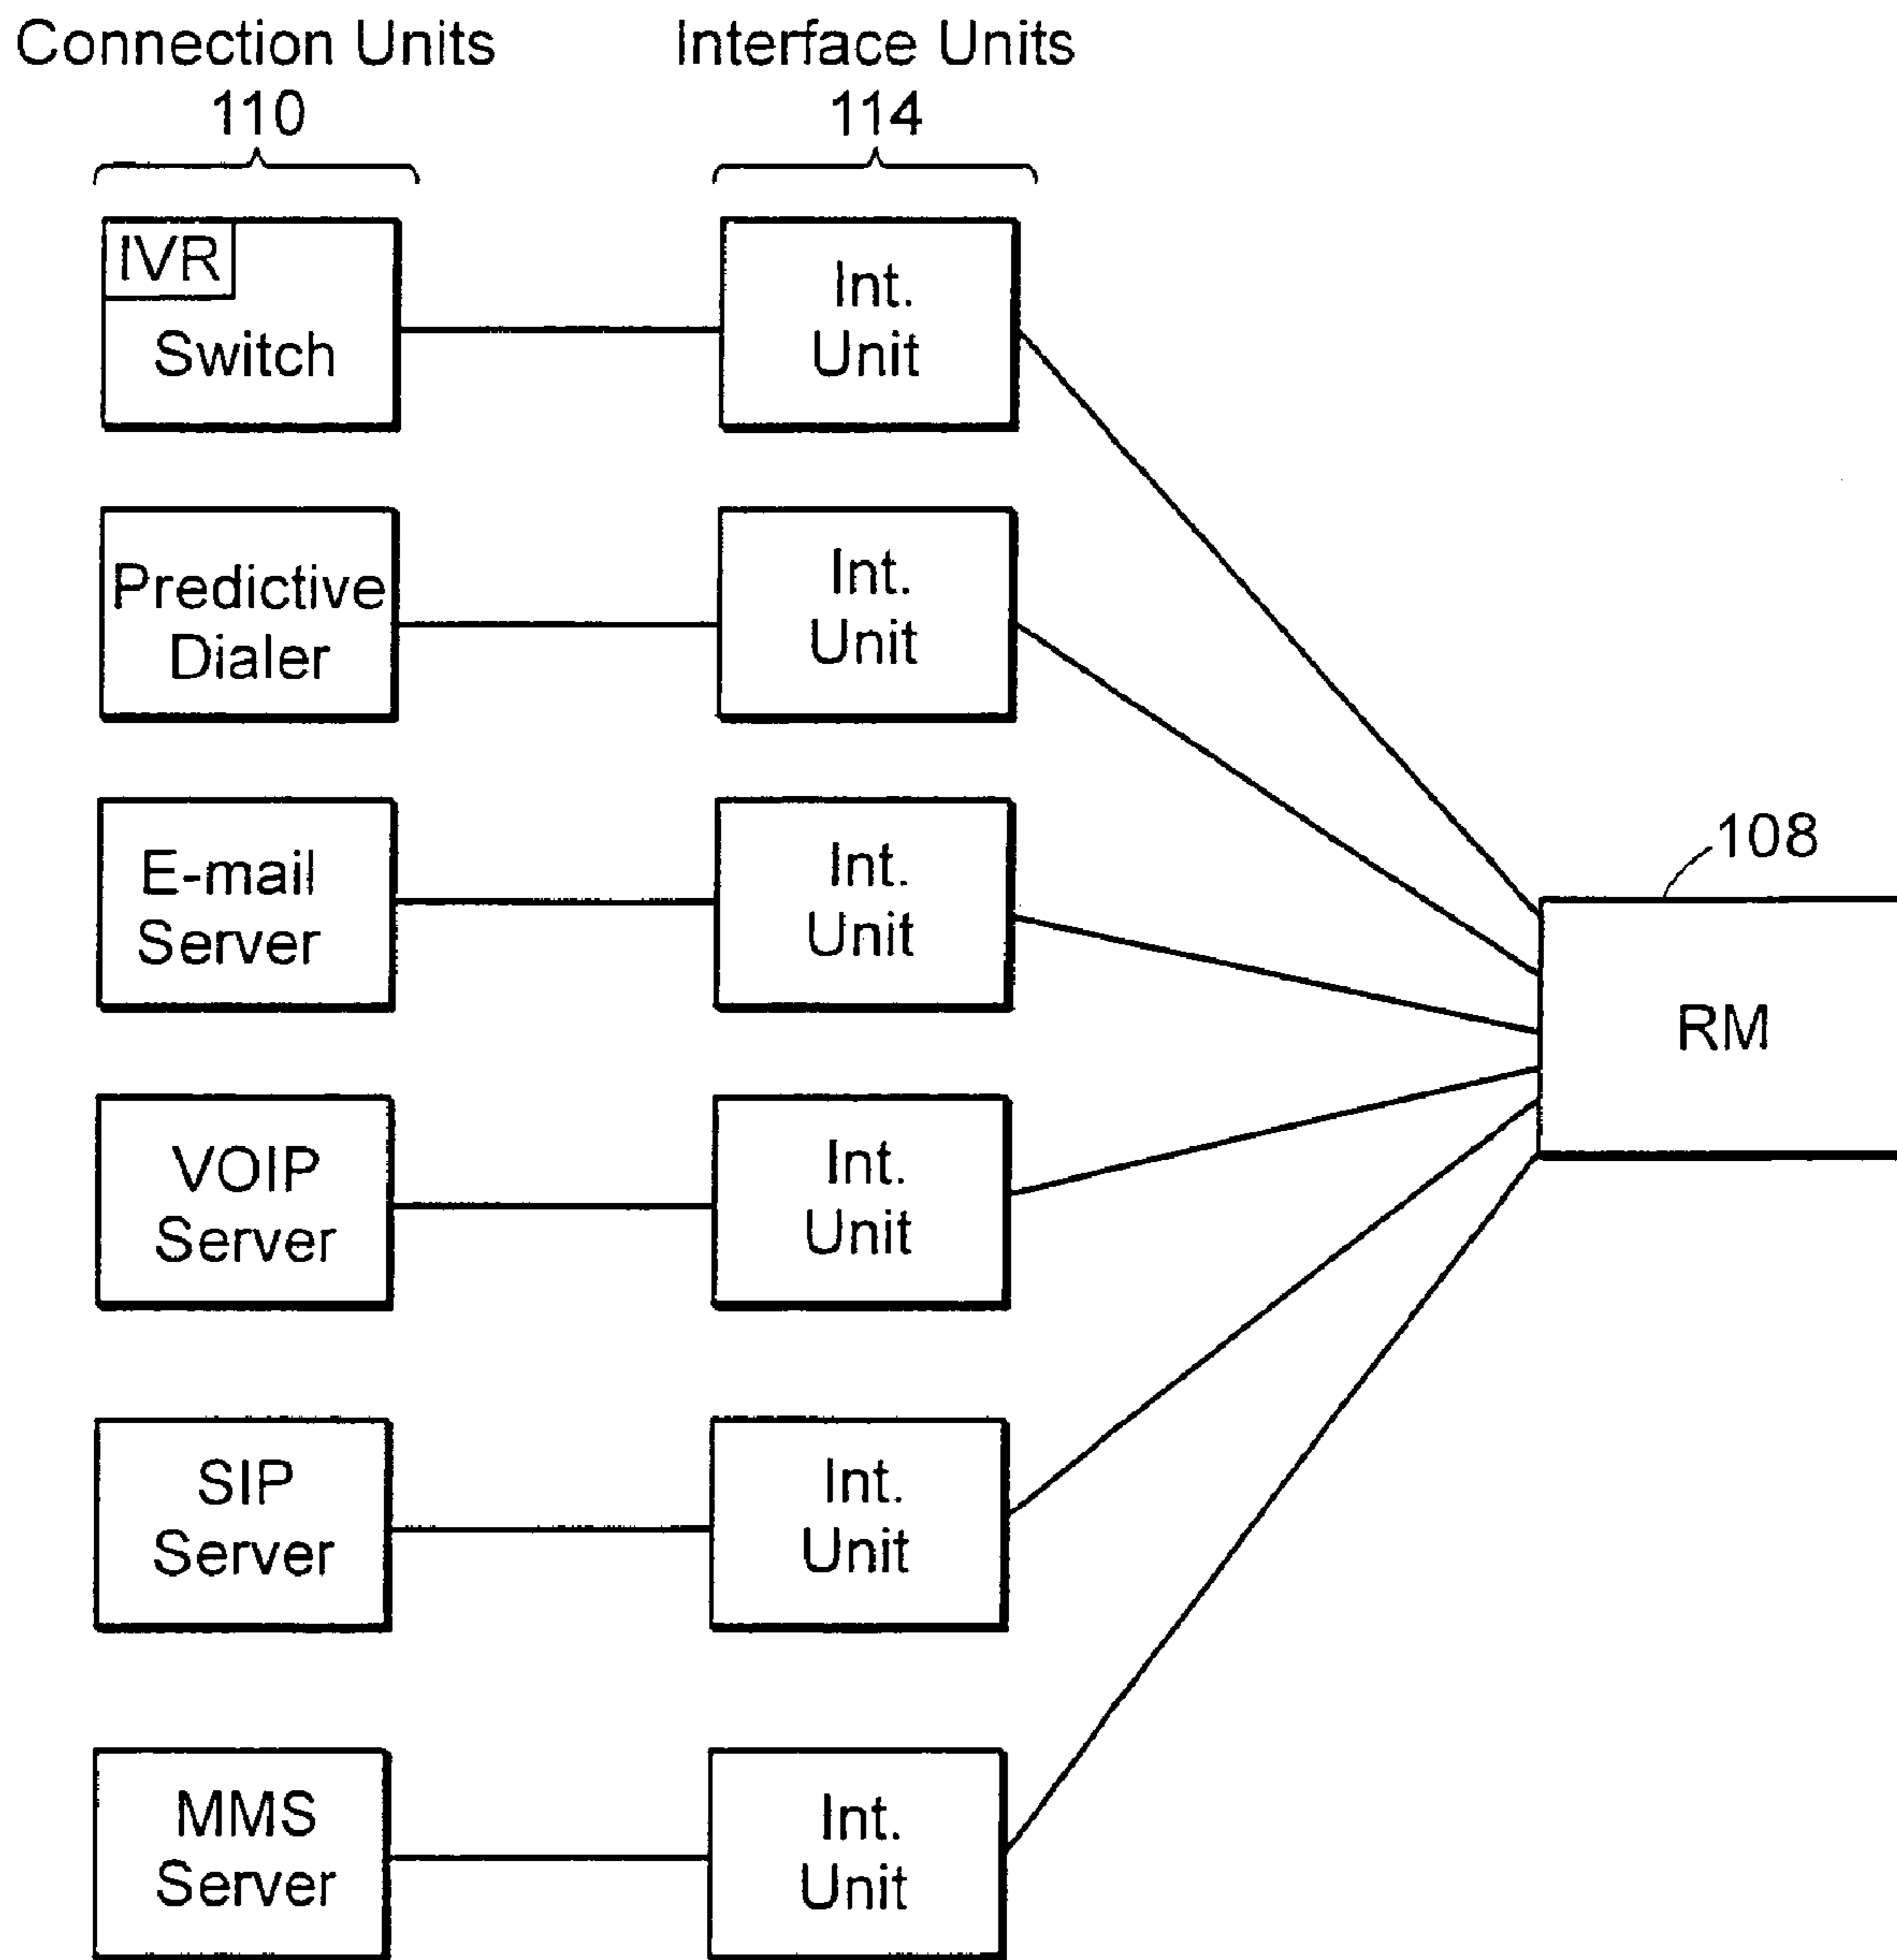 Connection Units
110
Interface Units
114
IVR
Switch
Int.
Unit
Predictive
Dialer
Int.
Unit
E-mail
Server
Int.
Unit
108
RM
VOIP
Server
Int.
Unit
SIP
Server
Int.
Unit
MMS
Server
Int.
Unit